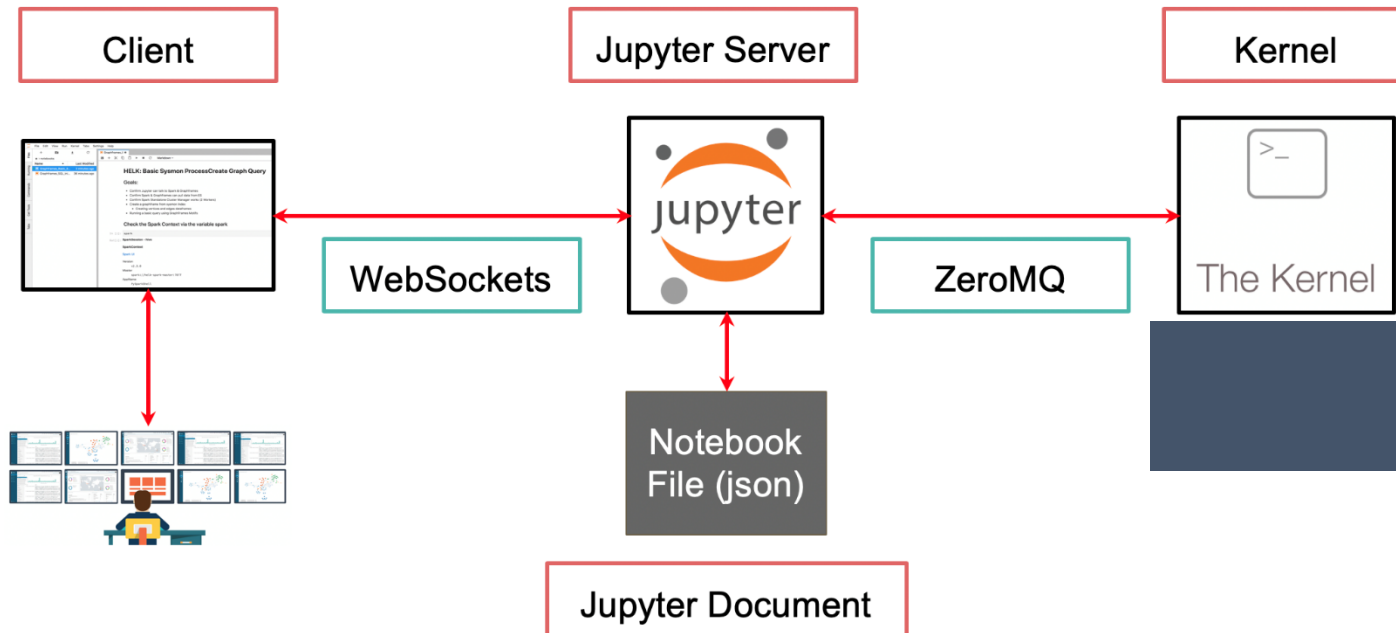 Client
Jupyter Server
Kernel
HELK: Basic Sysmon ProcessCreate Graph Query
Goals:
Check the Spark Context via the variable spark
jupyter
>_
The Kernel
WebSockets
ZeroMQ
Notebook
File (json)
Jupyter Document